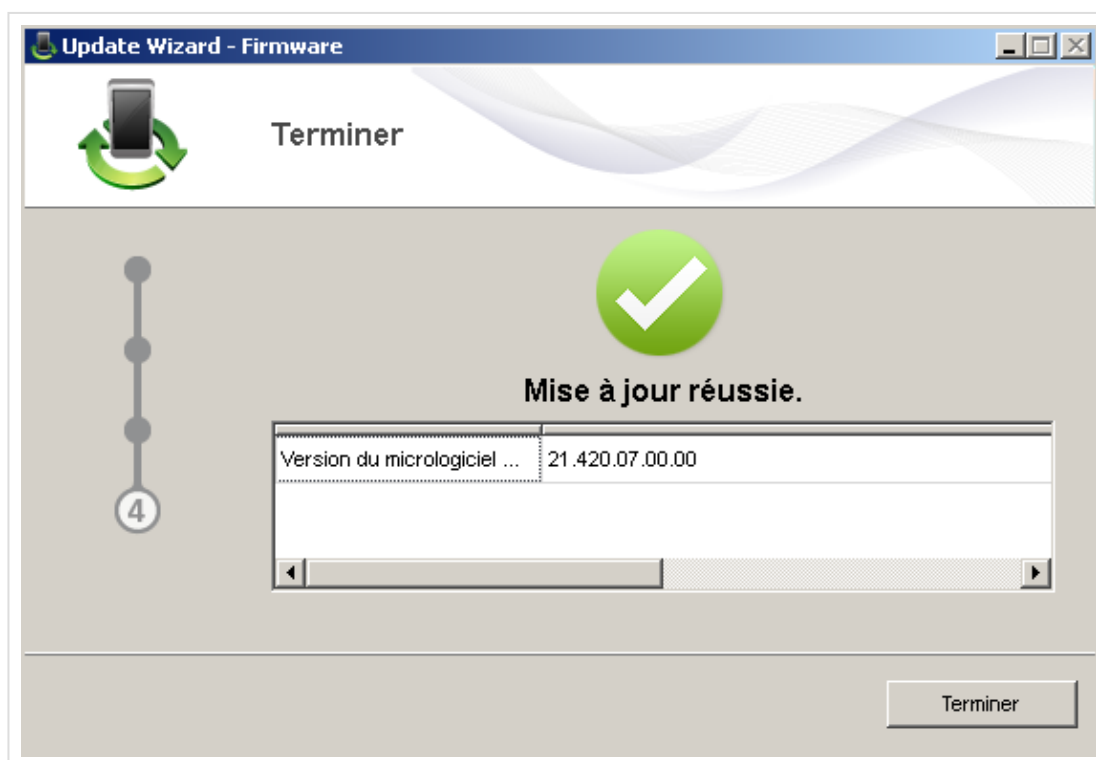 Update Wizard - Firmware
Terminer
Mise à jour réussie.
Version du micrologiciel ... 21.420.07.00.00
4
Terminer